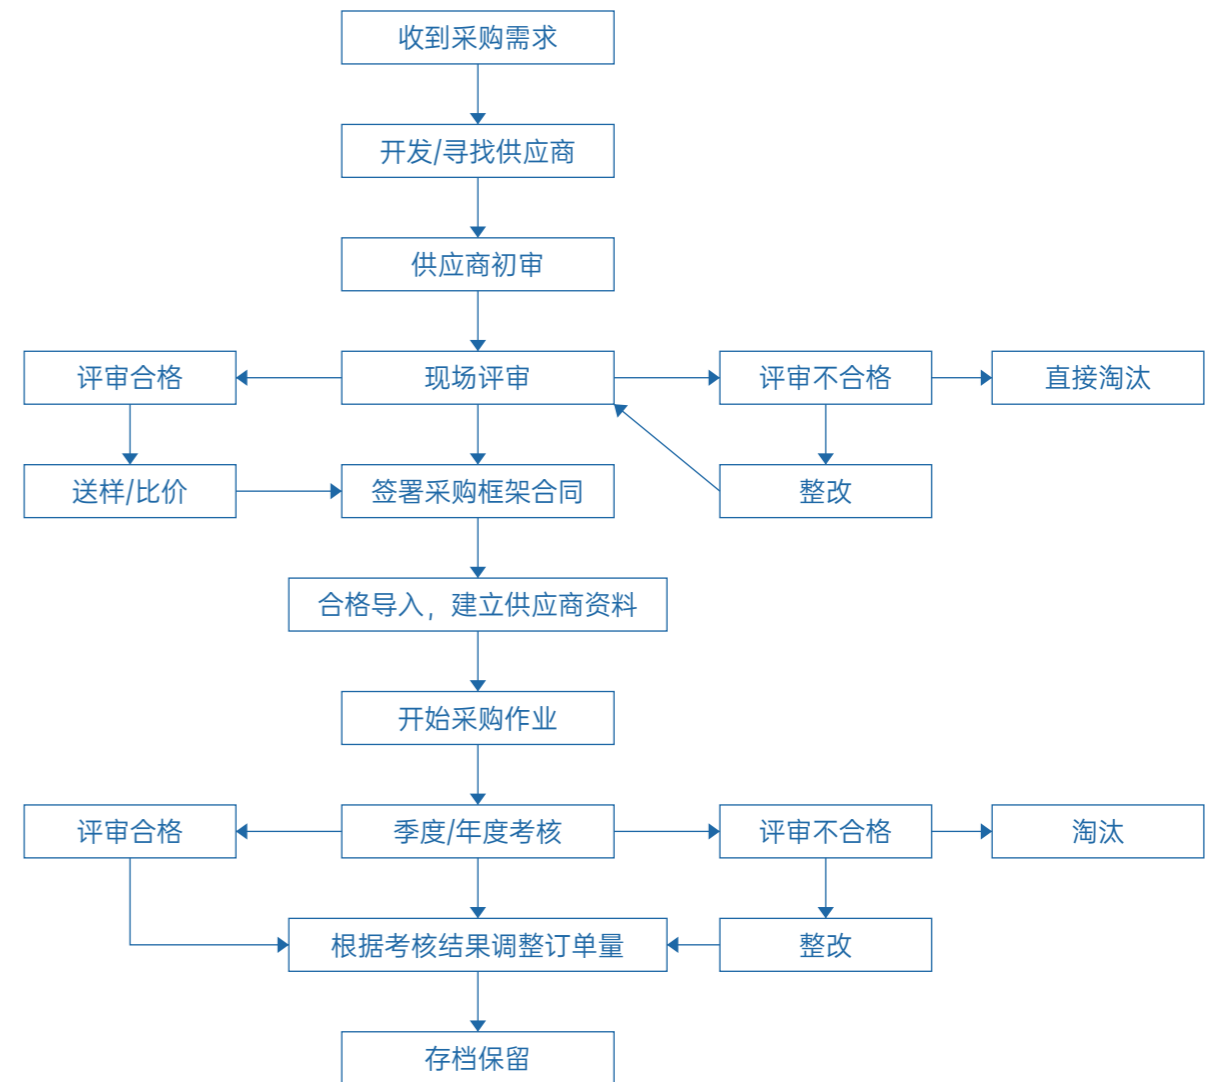 收到采购需求
开发/寻找供应商
供应商初审
评审合格
现场评审
评审不合格
直接淘汰
送样/比价
签署采购框架合同
整改
合格导入，建立供应商资料
开始采购作业
评审合格
季度/年度考核
评审不合格
淘汰
根据考核结果调整订单量
整改
存档保留